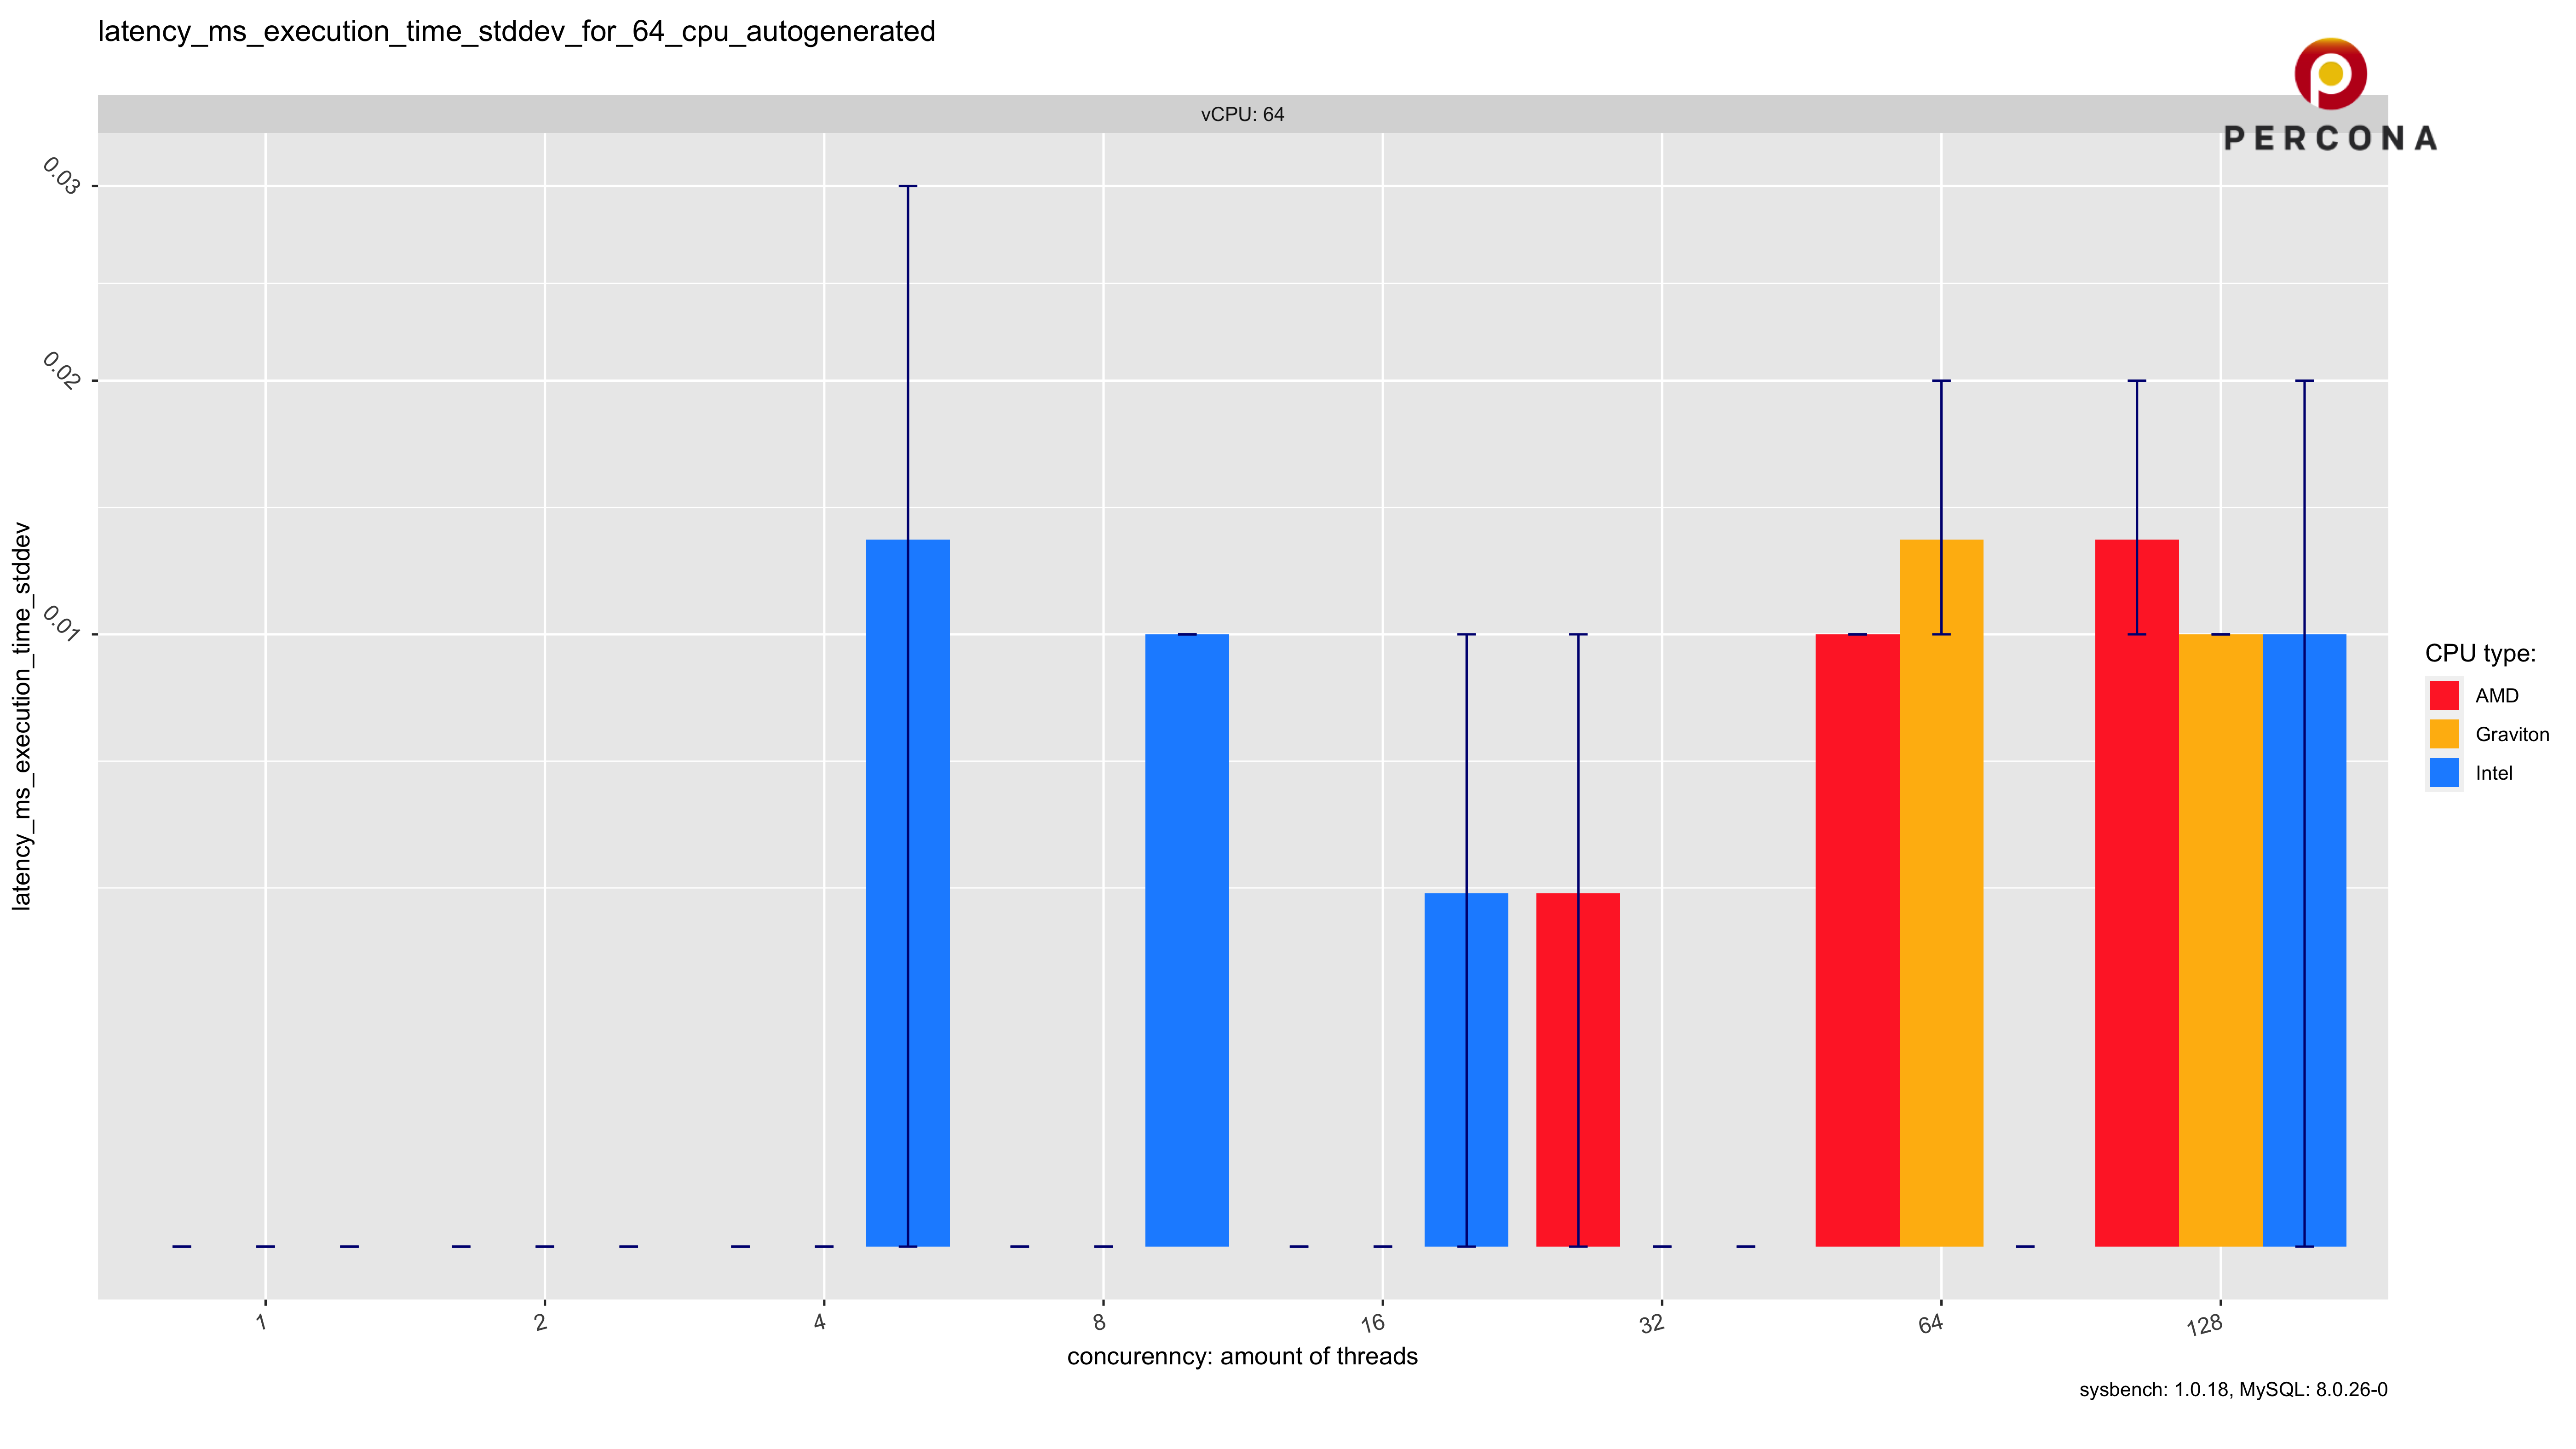 latency_ms_execution_time_stddev_for_64_cpu_autogenerated
PERCONA
vCPU: 64
0.03
0.02
0.01
latency_ms_execution_time_stddev
CPU type:
AMD
Graviton
Intel
1
2
4
8
16
32
64
128
concurenncy: amount of threads
sysbench: 1.0.18, MySQL: 8.0.26-0